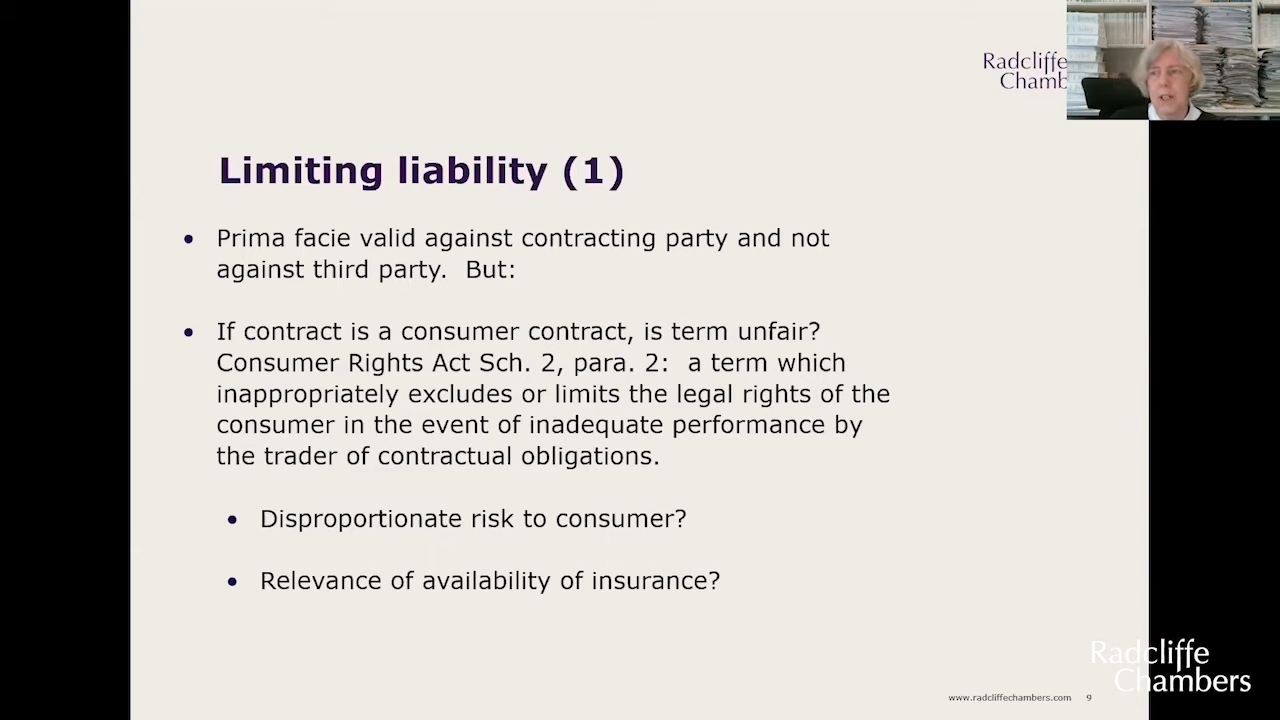 Radcliffe
Chamb
Limiting liability (1)
• Prima facie valid against contracting party and not
against third party. But:
• If contract is a consumer contract, is term unfair?
Consumer Rights Act Sch. 2, para. 2: a term which
inappropriately excludes or limits the legal rights of the
consumer in the event of inadequate performance by
the trader of contractual obligations.
• Disproportionate risk to consumer?
• Relevance of availability of insurance?
Radcliffe
Chambers
www.radcliffechambers.com 9